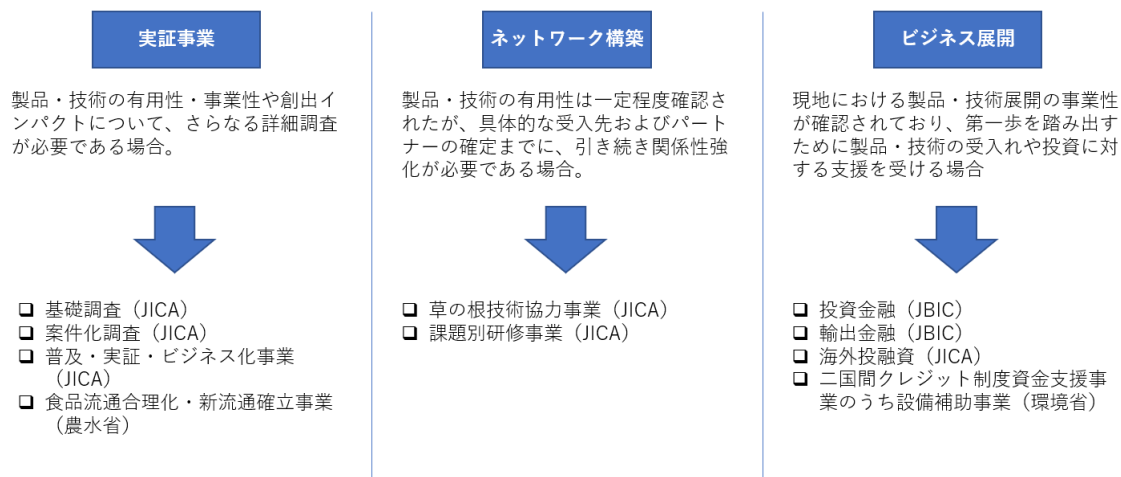 実証事業
製品・技術の有用性・事業性や創出イ
ンパクトについて、さらなる詳細調査
が必要である場合。
❑ 基礎調査（JICA）
❑ 案件化調査（JICA）
❑ 普及・実証・ビジネス化事業
（JICA）
❑ 食品流通合理化・新流通確立事業
（農水省）
ネットワーク構築
製品・技術の有用性は一定程度確認さ
れたが、具体的な受入先およびパート
ナーの確定までに、引き続き関係性強
化が必要である場合。
❑ 草の根技術協力事業（JICA）
❑ 課題別研修事業（JICA）
ビジネス展開
現地における製品・技術展開の事業性
が確認されており、第一歩を踏み出す
ために製品・技術の受入れや投資に対
する支援を受ける場合
❑ 投資金融（JBIC）
❑ 輸出金融（JBIC）
❑ 海外投融資（JICA）
❑ 二国間クレジット制度資金支援事
業のうち設備補助事業（環境省）